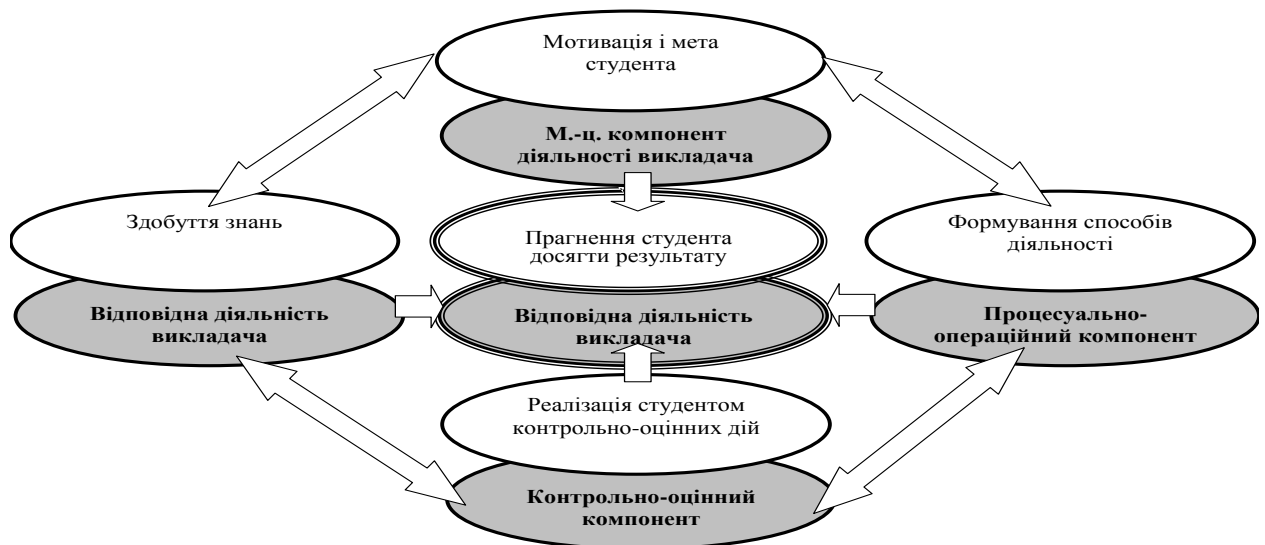 Мотивація і мета
студента
М.-ц. компонент
діяльності викладача
Здобуття знань
Прагнення студента
досягти результату
Формування способів
діяльності
Відповідна діяльність
викладача
Відповідна діяльність
викладача
Процесуально-
операційний компонент
Реалізація студентом
контрольно-оцінних дій
Контрольно-оцінний
компонент